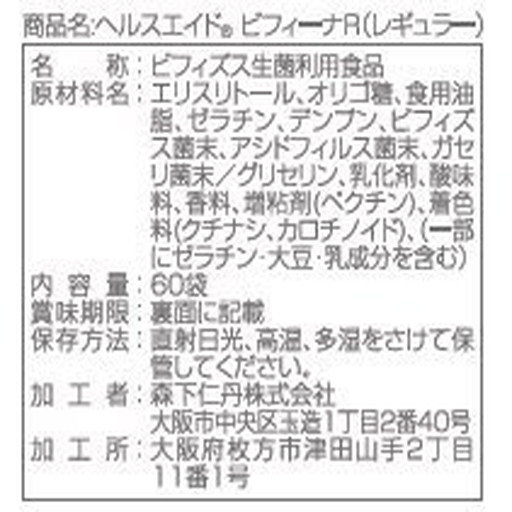 商品名:ヘルスエイド® ビフィーナR(レギュラー)
名称:ビフィズス生菌利用食品
原材料名:エリスリトール、オリゴ糖、食用油
脂、ゼラチン、デンプン、ビフィズ
ス菌末、アシドフィルス菌末、ガセ
リ菌末/グリセリン、乳化剤、酸味
料、香料、増粘剤(ペクチン)、着色
料(クチナシ、カロチノイド)、(一部
にゼラチン・大豆・乳成分を含む)
内容量:60袋
賞味期限:裏面に記載
保存方法:直射日光、高温、多湿をさけて保
管してください。
加工者:森下仁丹株式会社
大阪市中央区玉造1丁目2番40号
加工所:大阪府枚方市津田山手2丁目
11番1号